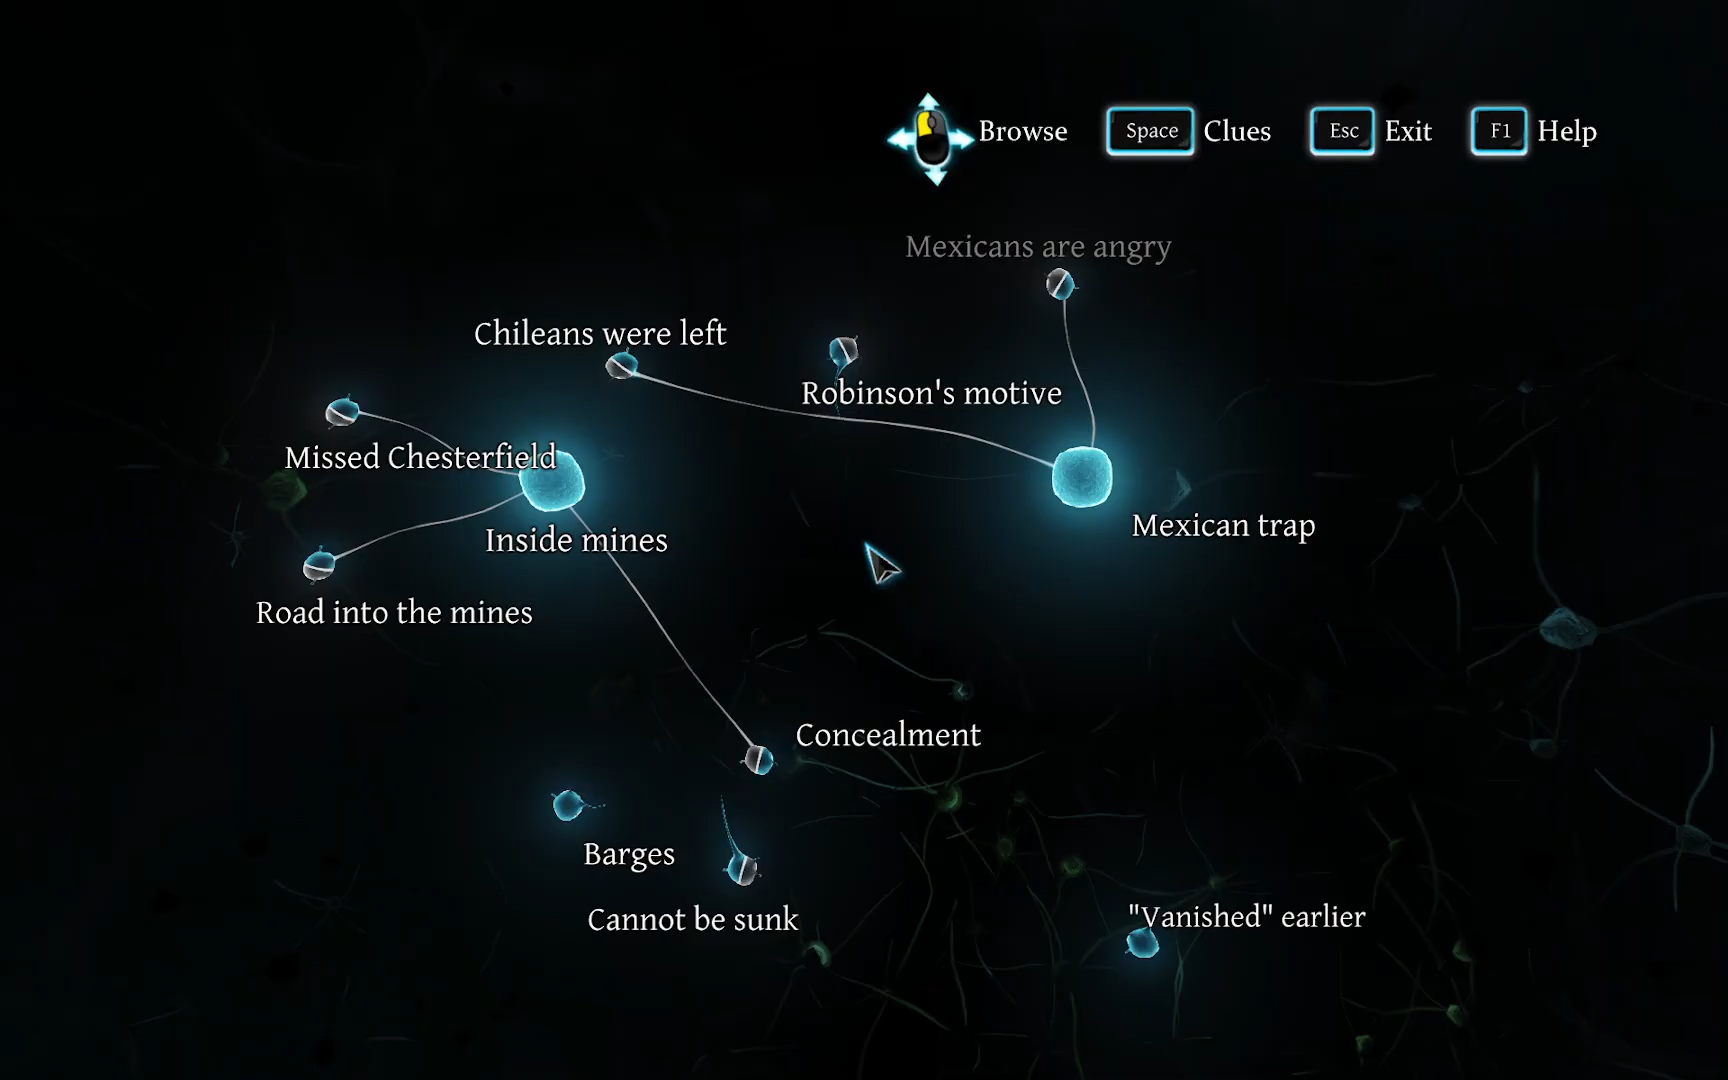 Browse
Space Clues
Esc Exit
F1 Help
Mexicans are angry
Chileans were left
Robinson's motive
Missed Chesterfield
Mexican trap
Inside mines
Road into the mines
Concealment
Barges
Cannot be sunk
"Vanished" earlier